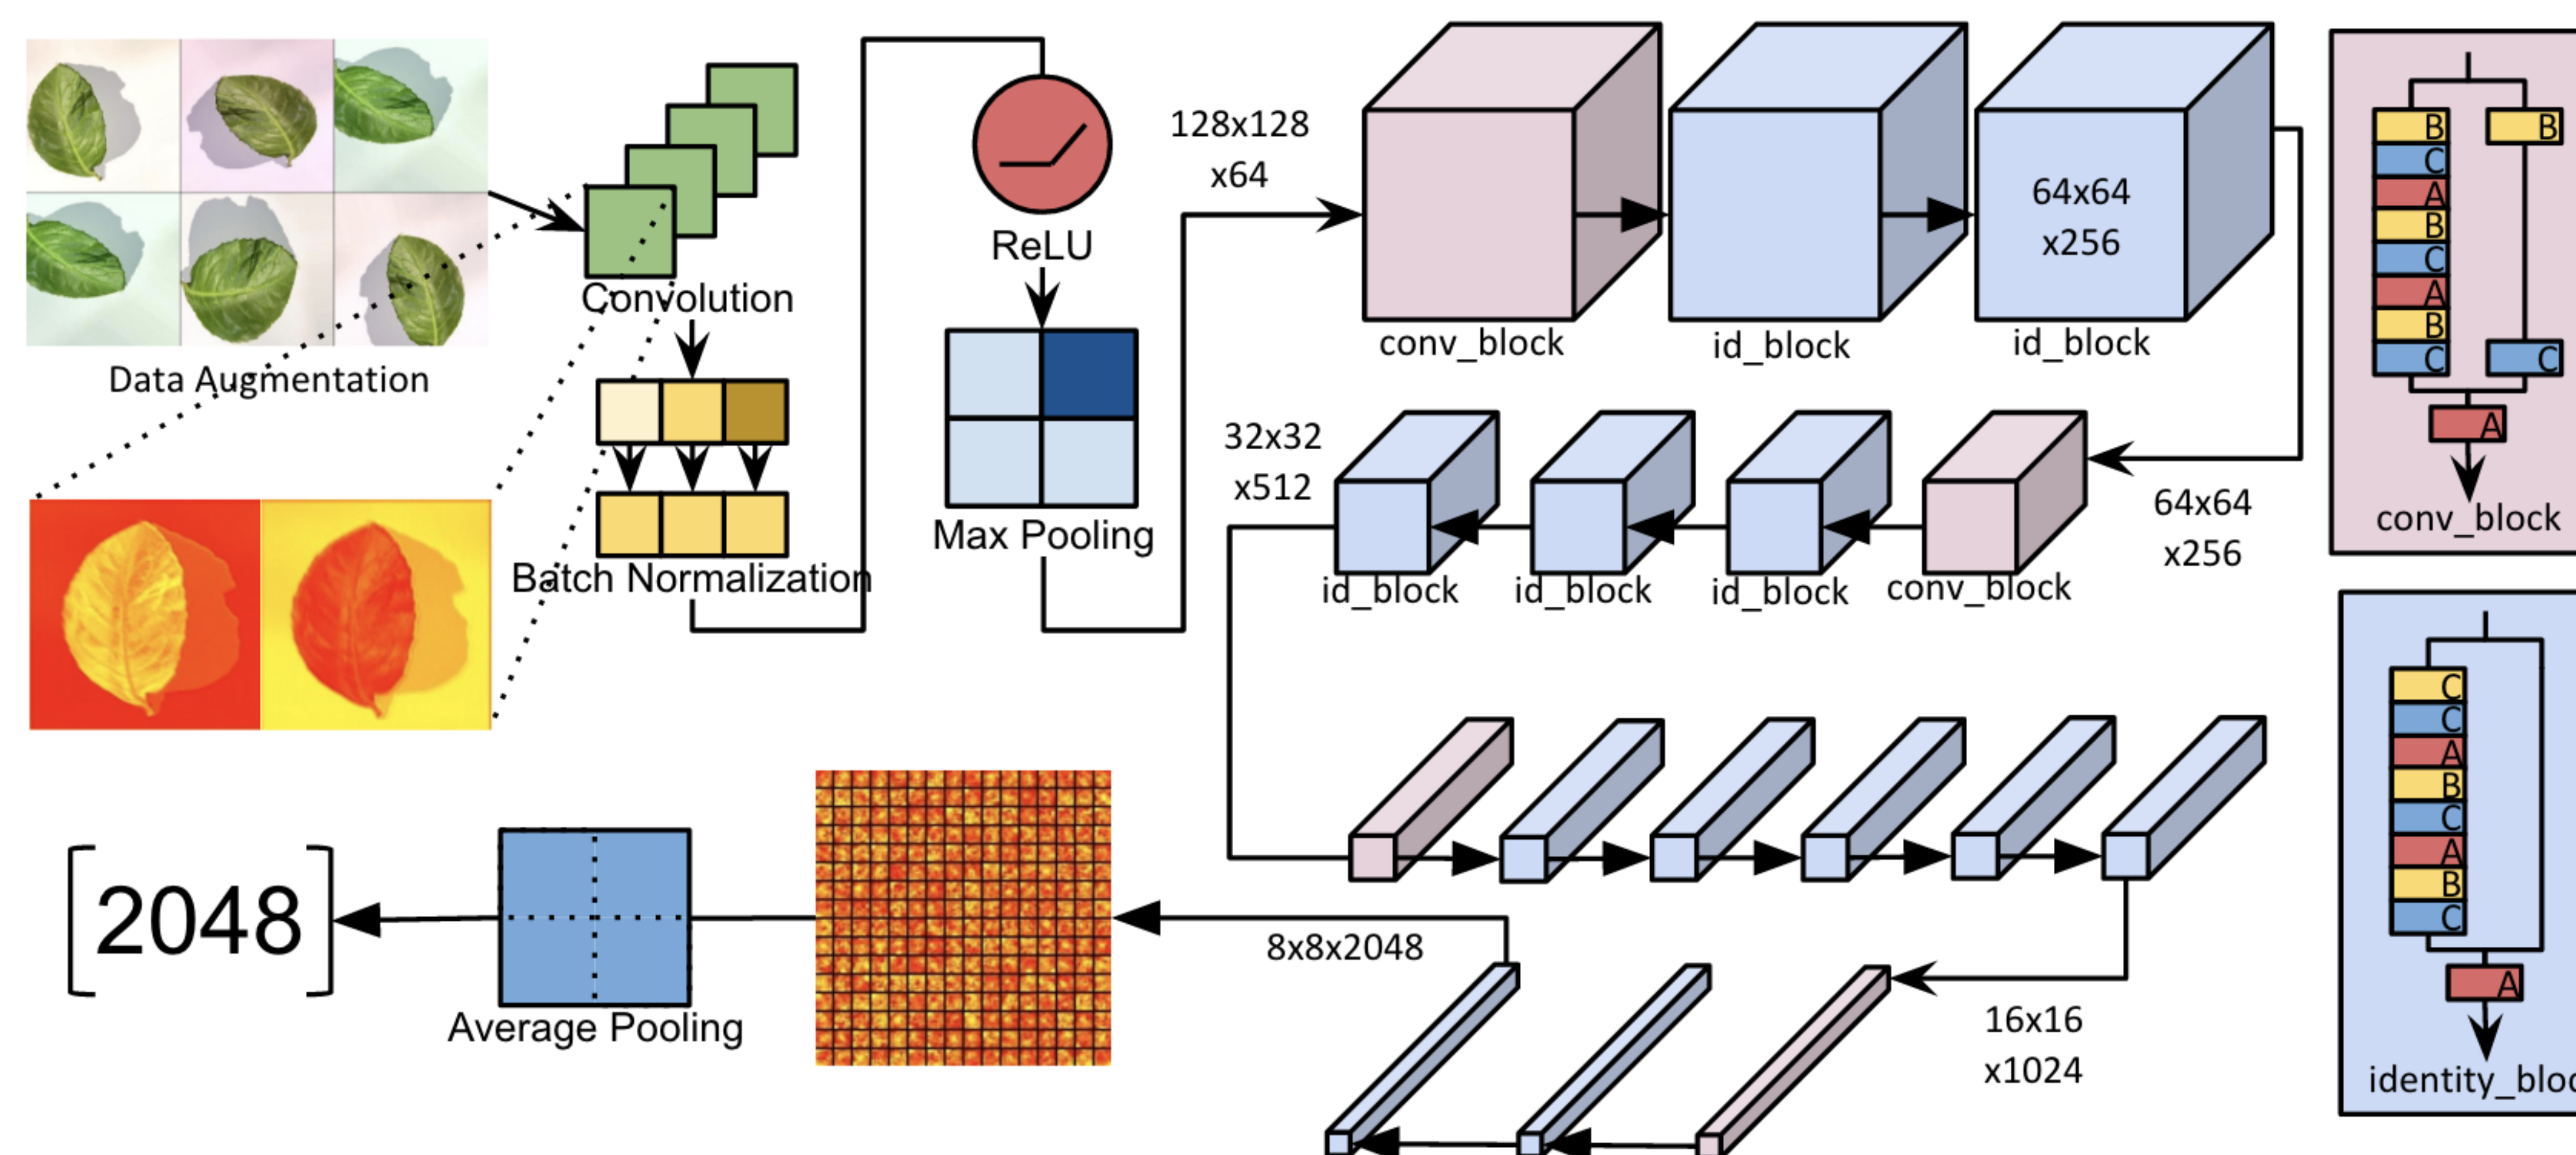 Data Augmentation
Convolution
Batch Normalization
ReLU
Max Pooling
128x128
x64
conv_block
id_block
64x64
x256
id_block
64x64
x256
conv_block
id_block
id_block
id_block
32x32
x512
16x16
x1024
8x8x2048
Average Pooling
2048
B
B
C
A
B
C
A
B
C
C
A
conv_block
C
C
A
B
C
A
B
C
A